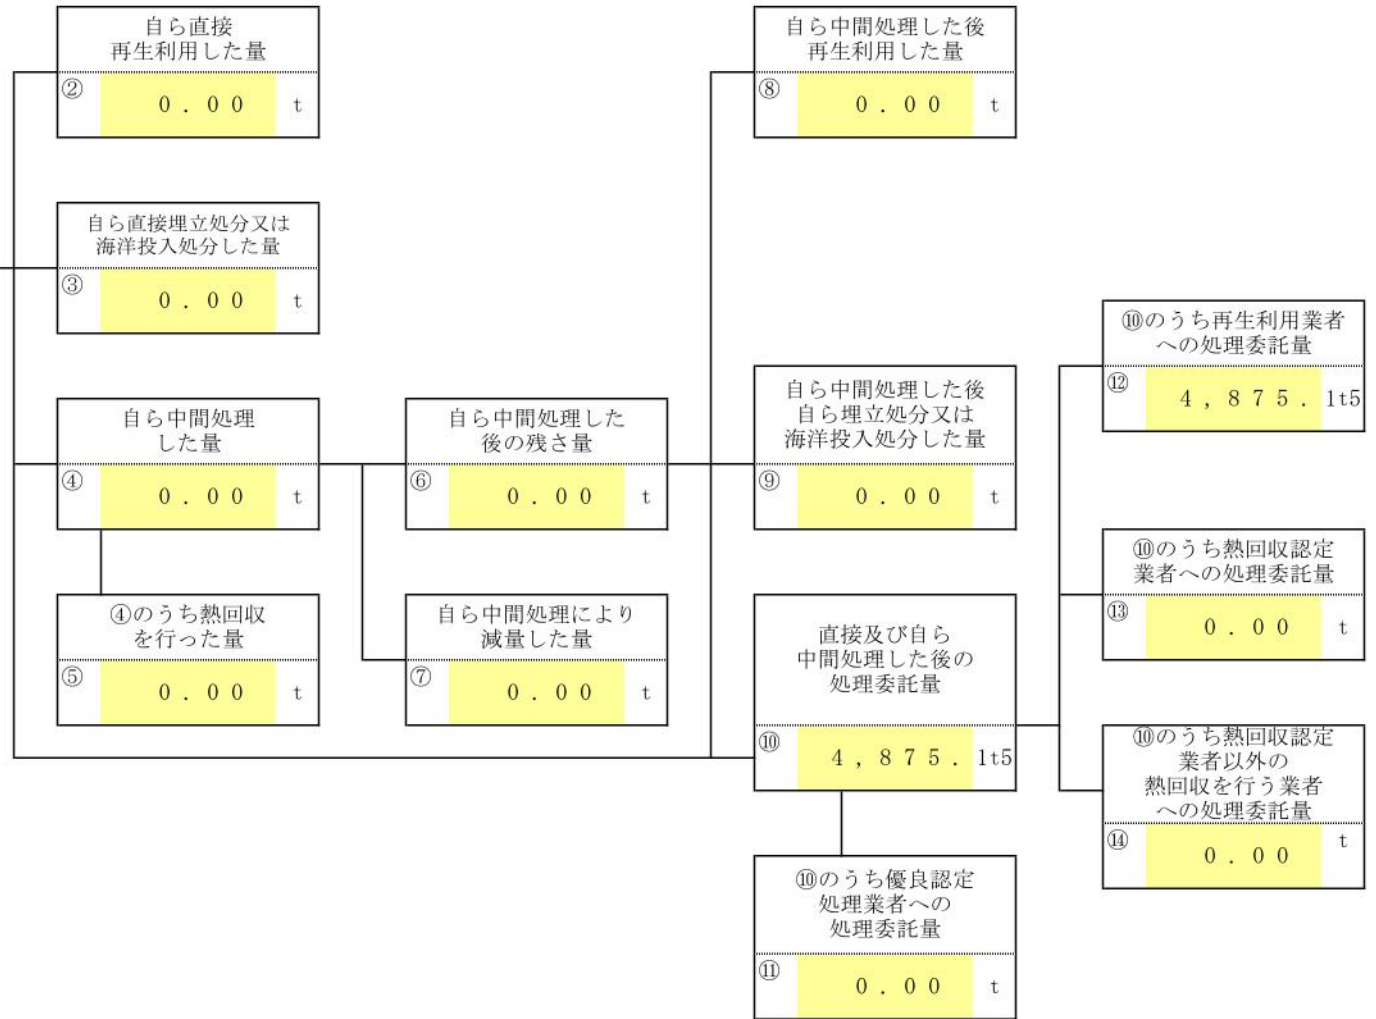 自ら直接
再生利用した量
② 0.00 t
自ら中間処理した後
再生利用した量
⑧ 0.00 t
自ら直接埋立処分又は
海洋投入処分した量
③ 0.00 t
⑩のうち再生利用業者
への処理委託量
⑫ 4,875.1t5
自ら中間処理
した量
④ 0.00 t
自ら中間処理した
後の残さ量
⑥ 0.00 t
自ら中間処理した後
自ら埋立処分又は
海洋投入処分した量
⑨ 0.00 t
⑩のうち熱回収認定
業者への処理委託量
⑬ 0.00 t
④のうち熱回収
を行った量
⑤ 0.00 t
自ら中間処理により
減量した量
⑦ 0.00 t
直接及び自ら
中間処理した後の
処理委託量
⑩ 4,875.1t5
⑩のうち熱回収認定
業者以外の
熱回収を行う業者
への処理委託量
⑭ 0.00 t
⑩のうち優良認定
処理業者への
処理委託量
⑪ 0.00 t